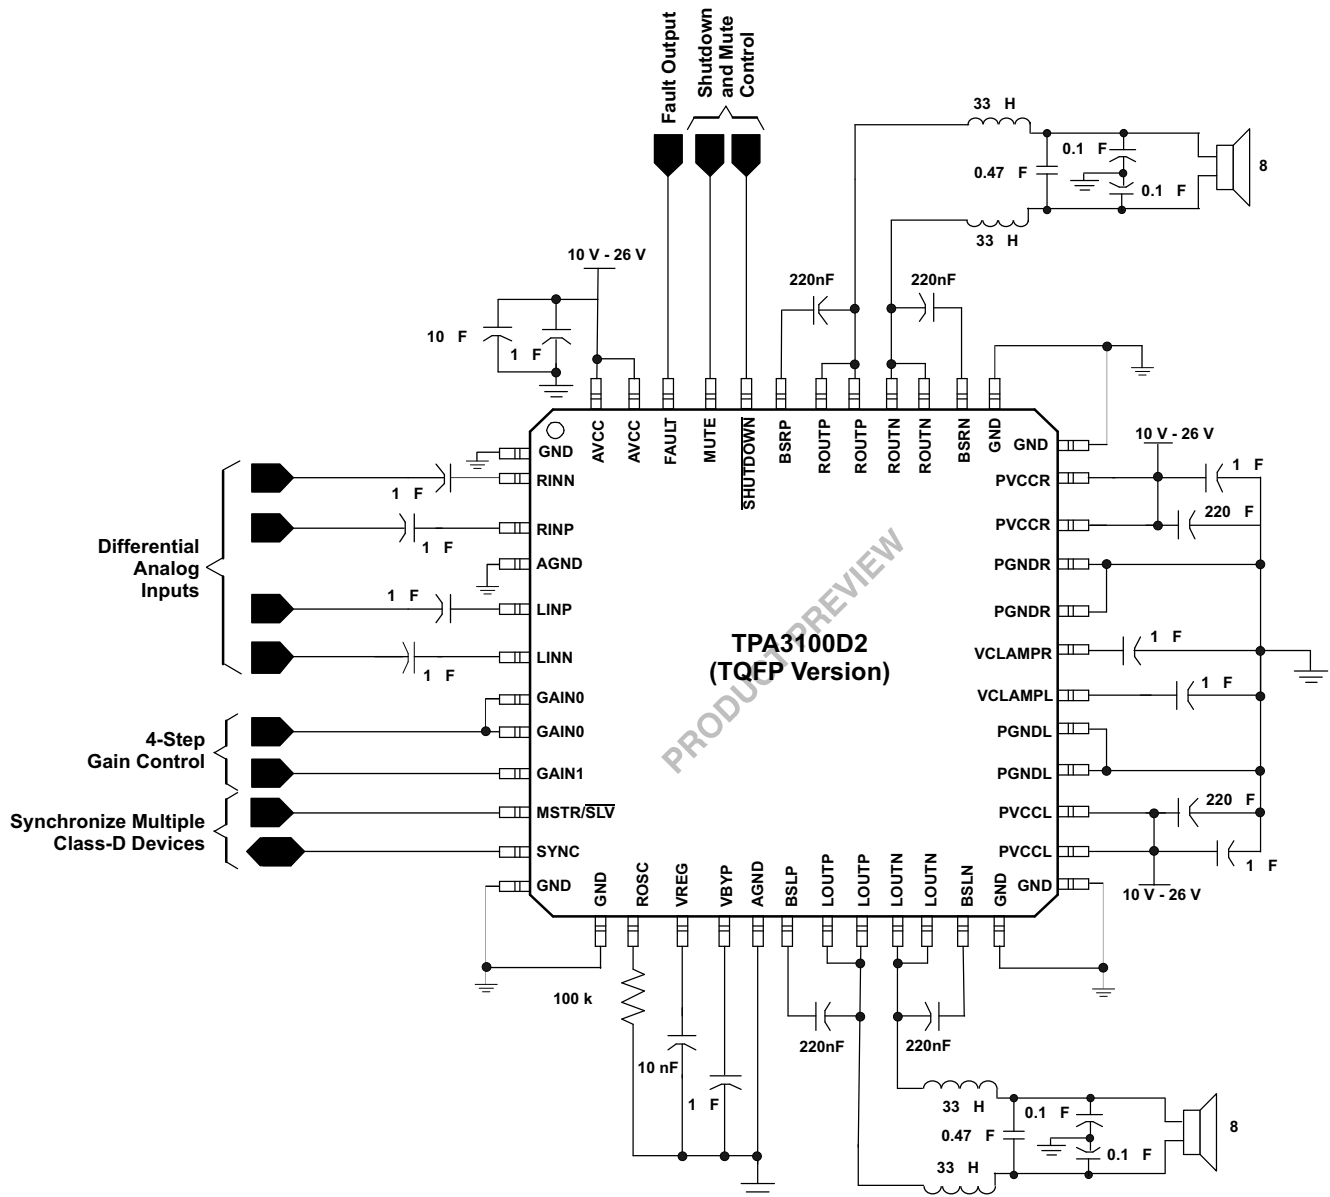 Fault Output
Shutdown
and Mute
Control
33 H
0.1 F
0.47 F
0.1 F
8
33 H
10 V - 26 V
220nF
220nF
10 F
1 F
AVCC
AVCC
FAULT
MUTE
SHUTDOWN
BSRP
ROUTP
ROUTP
ROUTN
ROUTN
BSRN
GND
GND
RINN
RINP
AGND
LINP
LINN
GAIN0
GAIN0
GAIN1
MSTR/SLV
SYNC
GND
GND
PVCCR
PVCCR
PGNDR
PGNDR
VCLAMPR
VCLAMPL
PGNDL
PGNDL
PVCCL
PVCCL
GND
10 V - 26 V
1 F
220 F
1 F
1 F
220 F
1 F
10 V - 26 V
1 F
1 F
1 F
1 F
Differential
Analog
Inputs
4-Step
Gain Control
Synchronize Multiple
Class-D Devices
TPA3100D2
(TQFP Version)
PRODUCT PREVIEW
GND
ROSC
VREG
VBYP
AGND
BSLP
LOUTP
LOUTP
LOUTN
LOUTN
BSLN
GND
100 k
10 nF
1 F
220nF
220nF
33 H
0.1 F
0.47 F
0.1 F
8
33 H